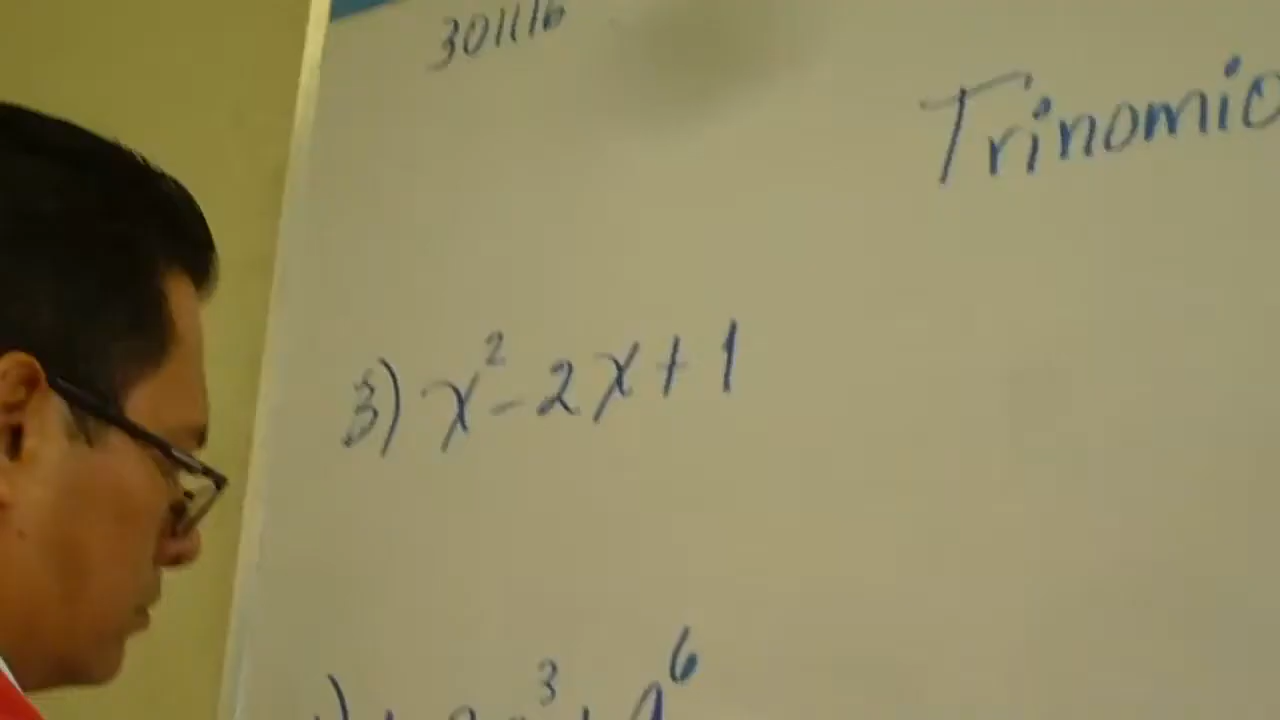 301116
Trinomio
3) x² - 2x + 1